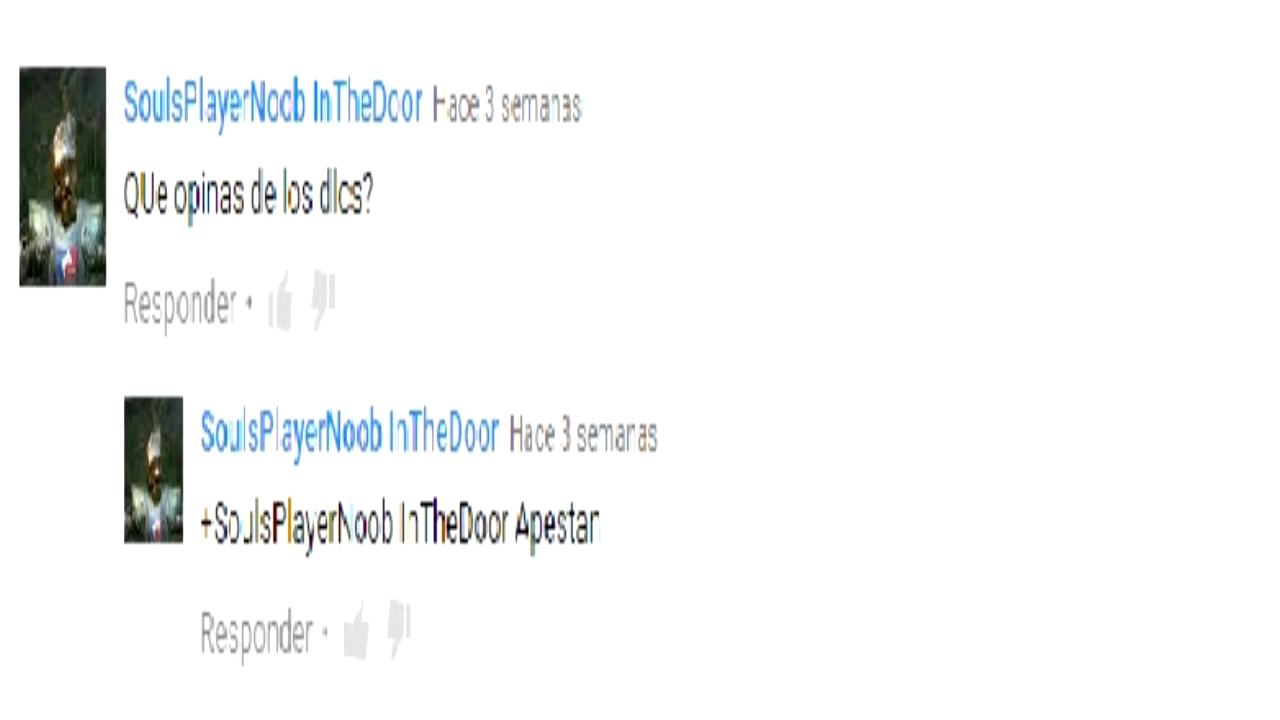 SoulsPlayerNoob InTheDoor Hace 3 semanas
QUe opinas de los dlcs?
Responder •
SoulsPlayerNoob InTheDoor Hace 3 semanas
+SoulsPlayerNoob InTheDoor Apestan
Responder •